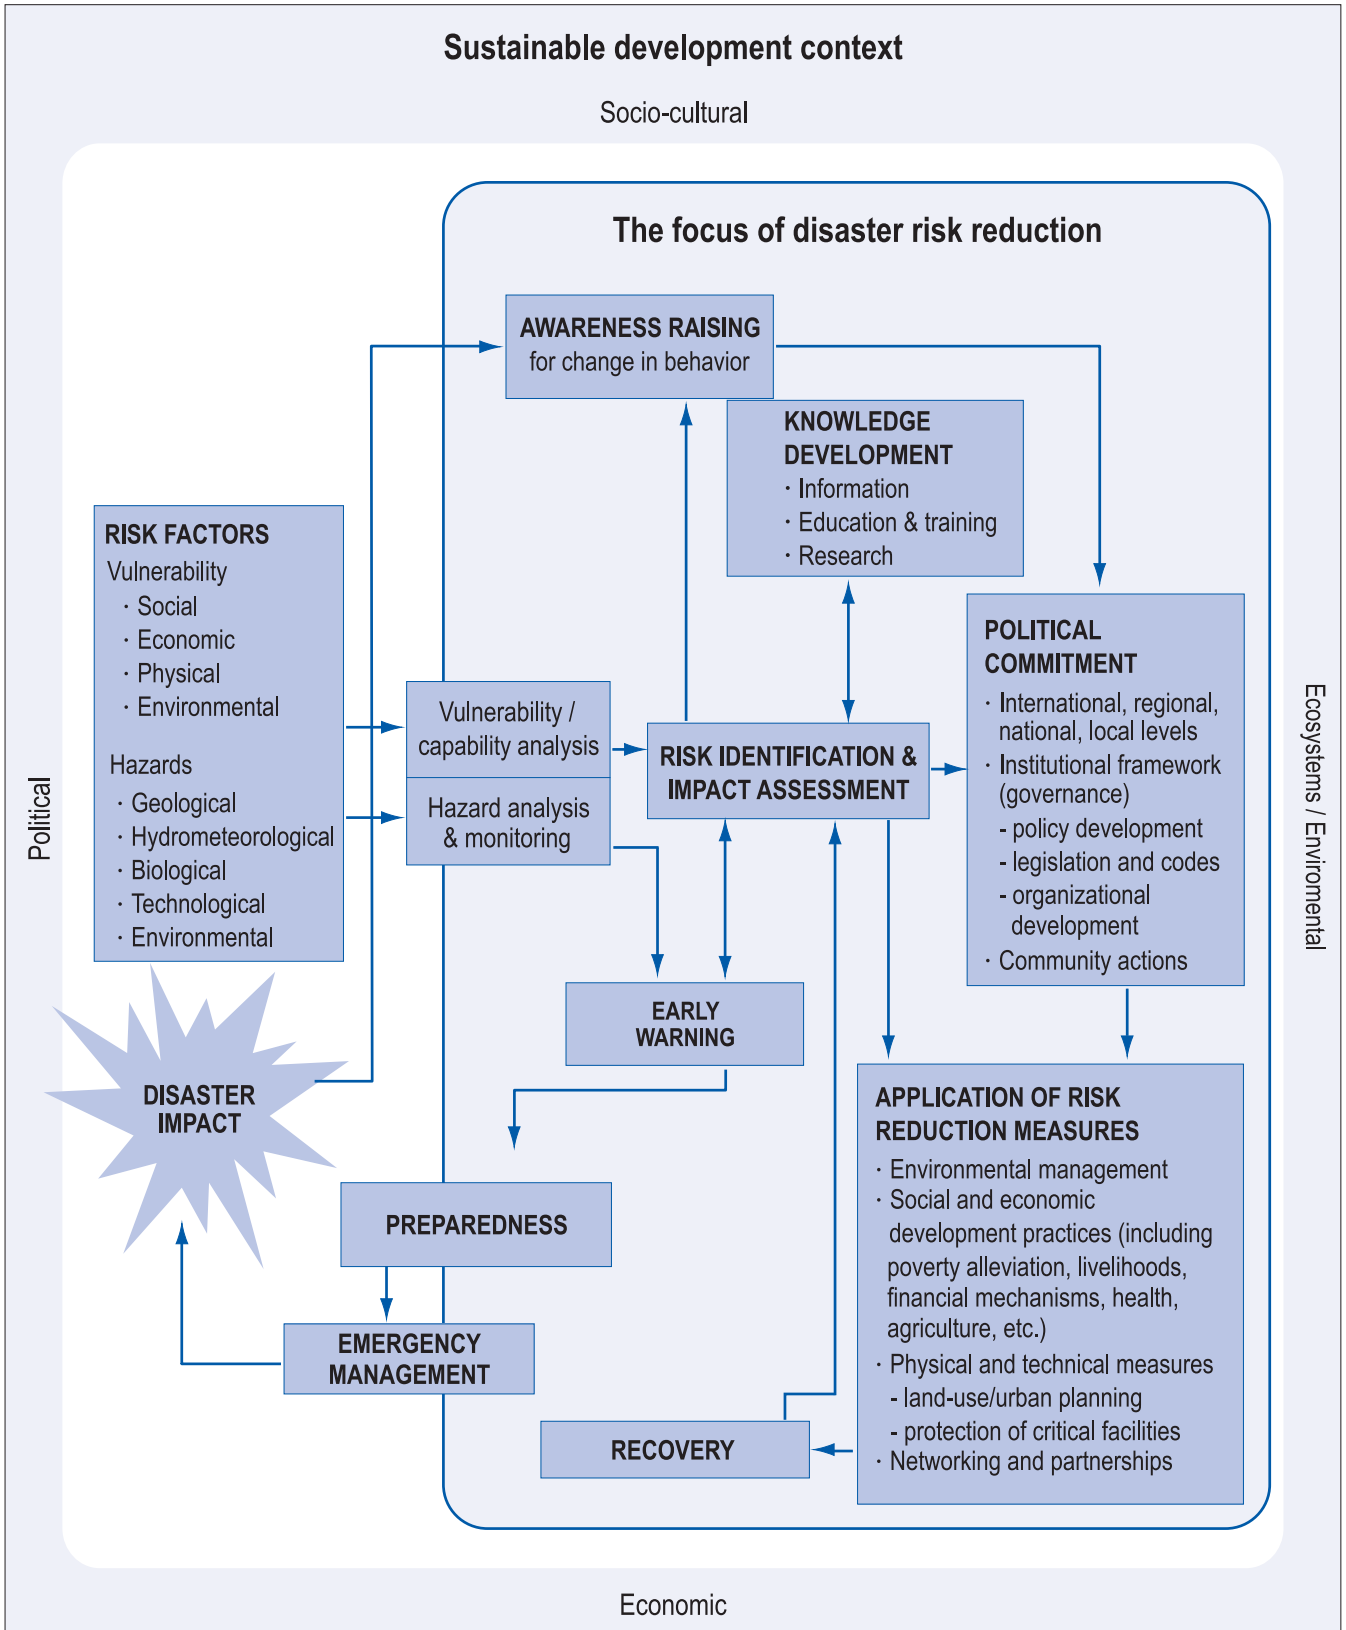 Sustainable development context
Socio-cultural
The focus of disaster risk reduction
AWARENESS RAISING
for change in behavior
KNOWLEDGE
DEVELOPMENT
· Information
· Education & training
· Research
RISK FACTORS
Vulnerability
· Social
· Economic
· Physical
· Environmental
Hazards
· Geological
· Hydrometeorological
· Biological
· Technological
· Environmental
Vulnerability /
capability analysis
Hazard analysis
& monitoring
RISK IDENTIFICATION &
IMPACT ASSESSMENT
POLITICAL
COMMITMENT
· International, regional,
national, local levels
· Institutional framework
(governance)
- policy development
- legislation and codes
- organizational
development
· Community actions
Political
Ecosystems / Enviromental
EARLY
WARNING
DISASTER
IMPACT
APPLICATION OF RISK
REDUCTION MEASURES
· Environmental management
· Social and economic
development practices (including
poverty alleviation, livelihoods,
financial mechanisms, health,
agriculture, etc.)
· Physical and technical measures
- land-use/urban planning
- protection of critical facilities
· Networking and partnerships
PREPAREDNESS
EMERGENCY
MANAGEMENT
RECOVERY
Economic